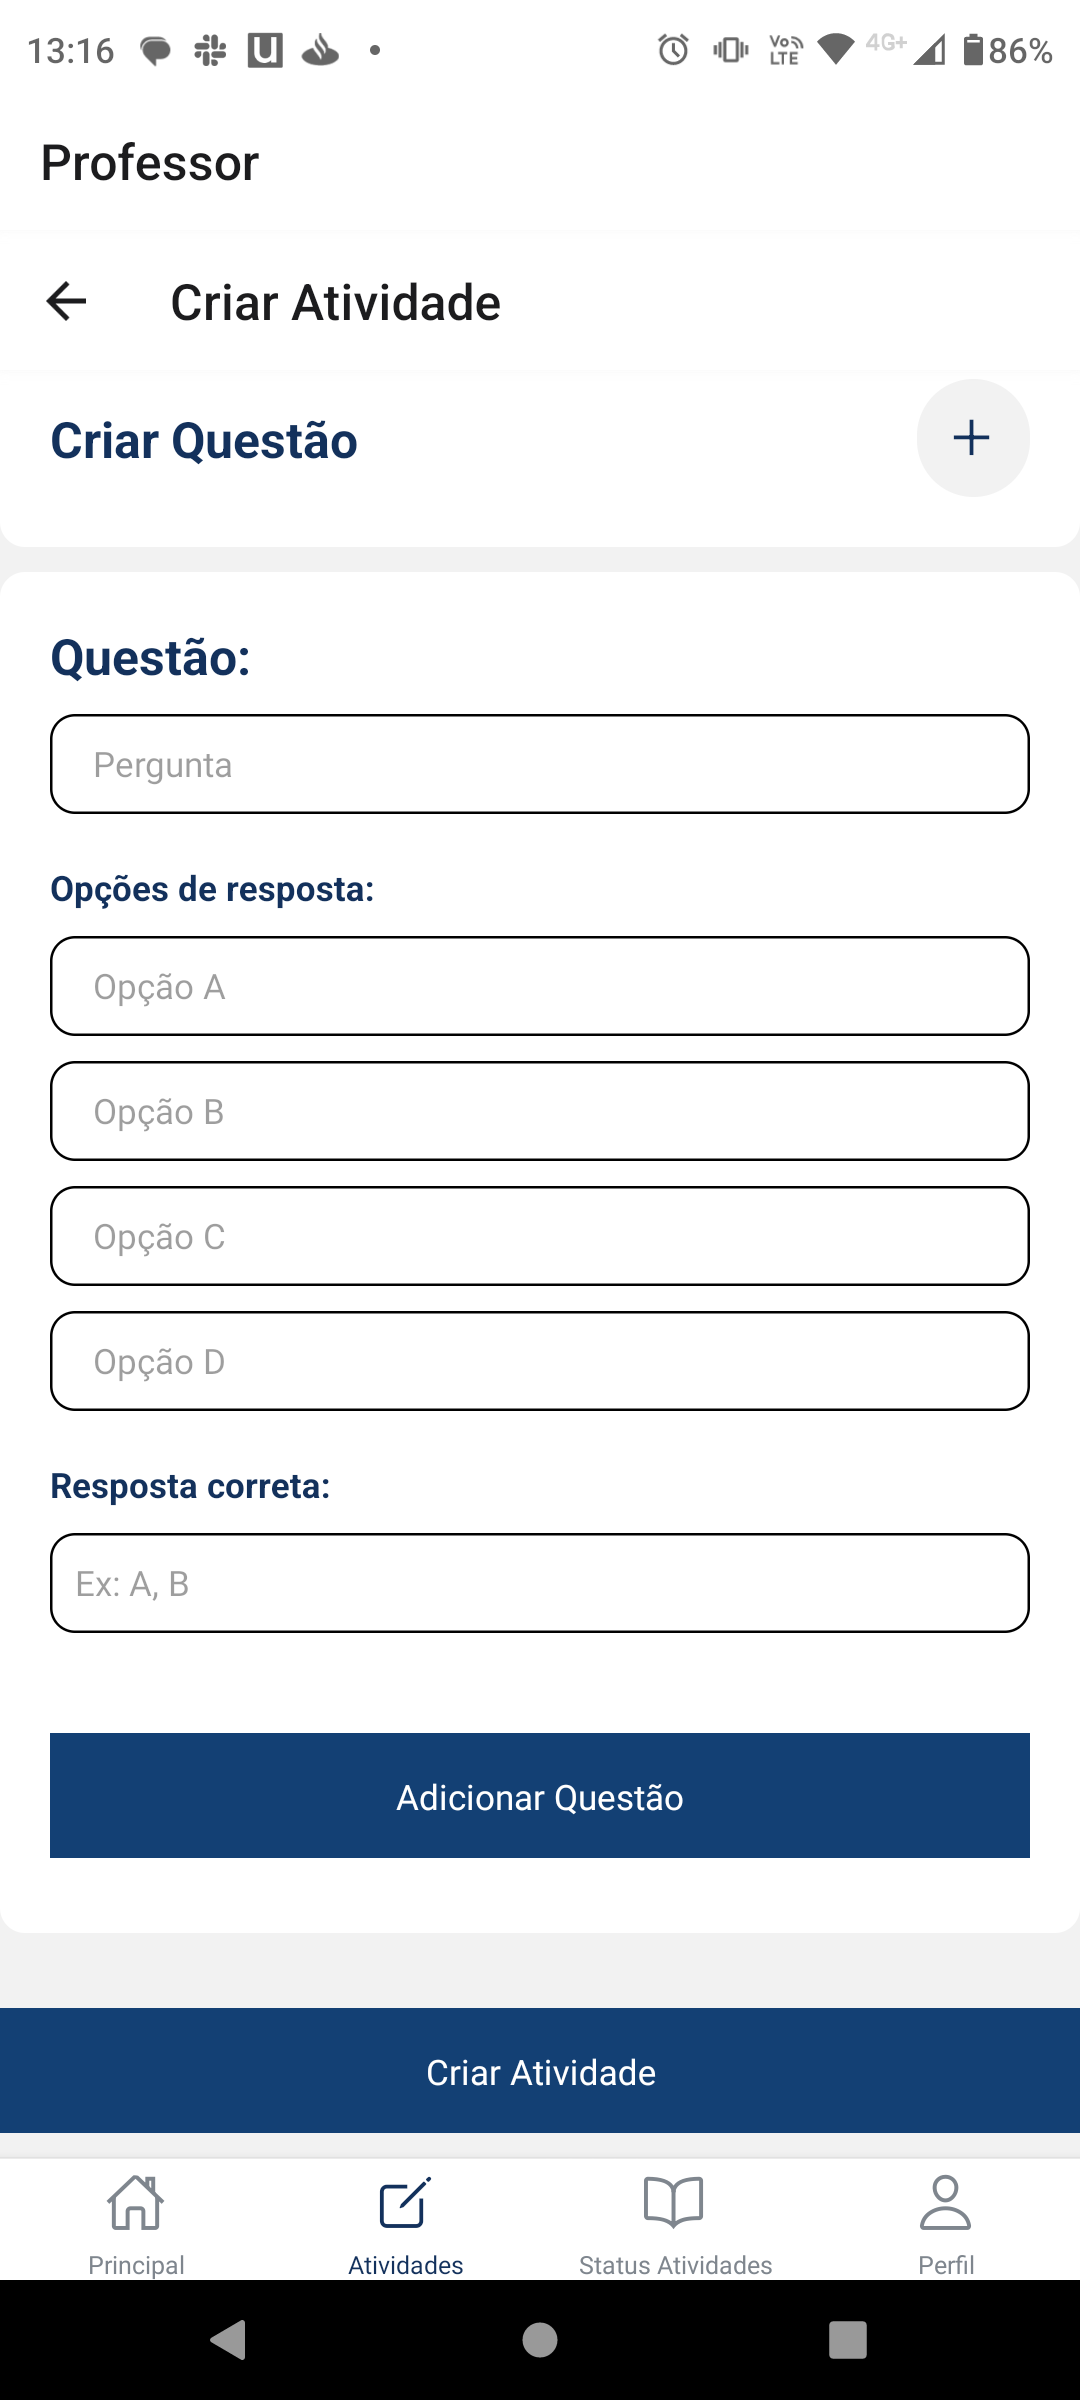 13:16
Vo LTE 4G+ 86%
Professor
Criar Atividade
Criar Questão
Questão:
Pergunta
Opções de resposta:
Opção A
Opção B
Opção C
Opção D
Resposta correta:
Ex: A, B
Adicionar Questão
Criar Atividade
Principal
Atividades
Status Atividades
Perfil